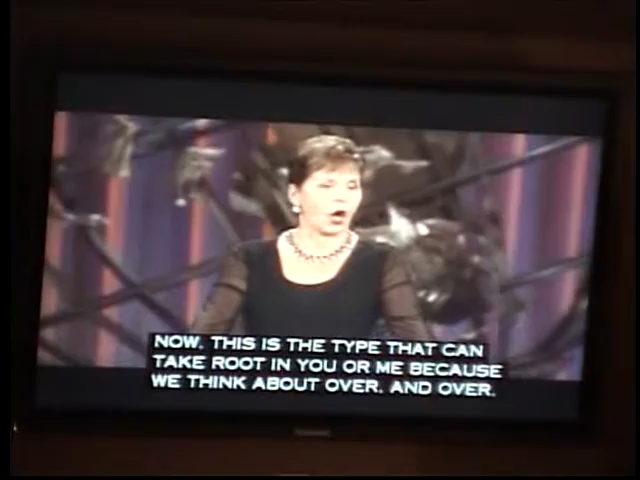 NOW. THIS IS THE TYPE THAT CAN
TAKE ROOT IN YOU OR ME BECAUSE
WE THINK ABOUT OVER. AND OVER.